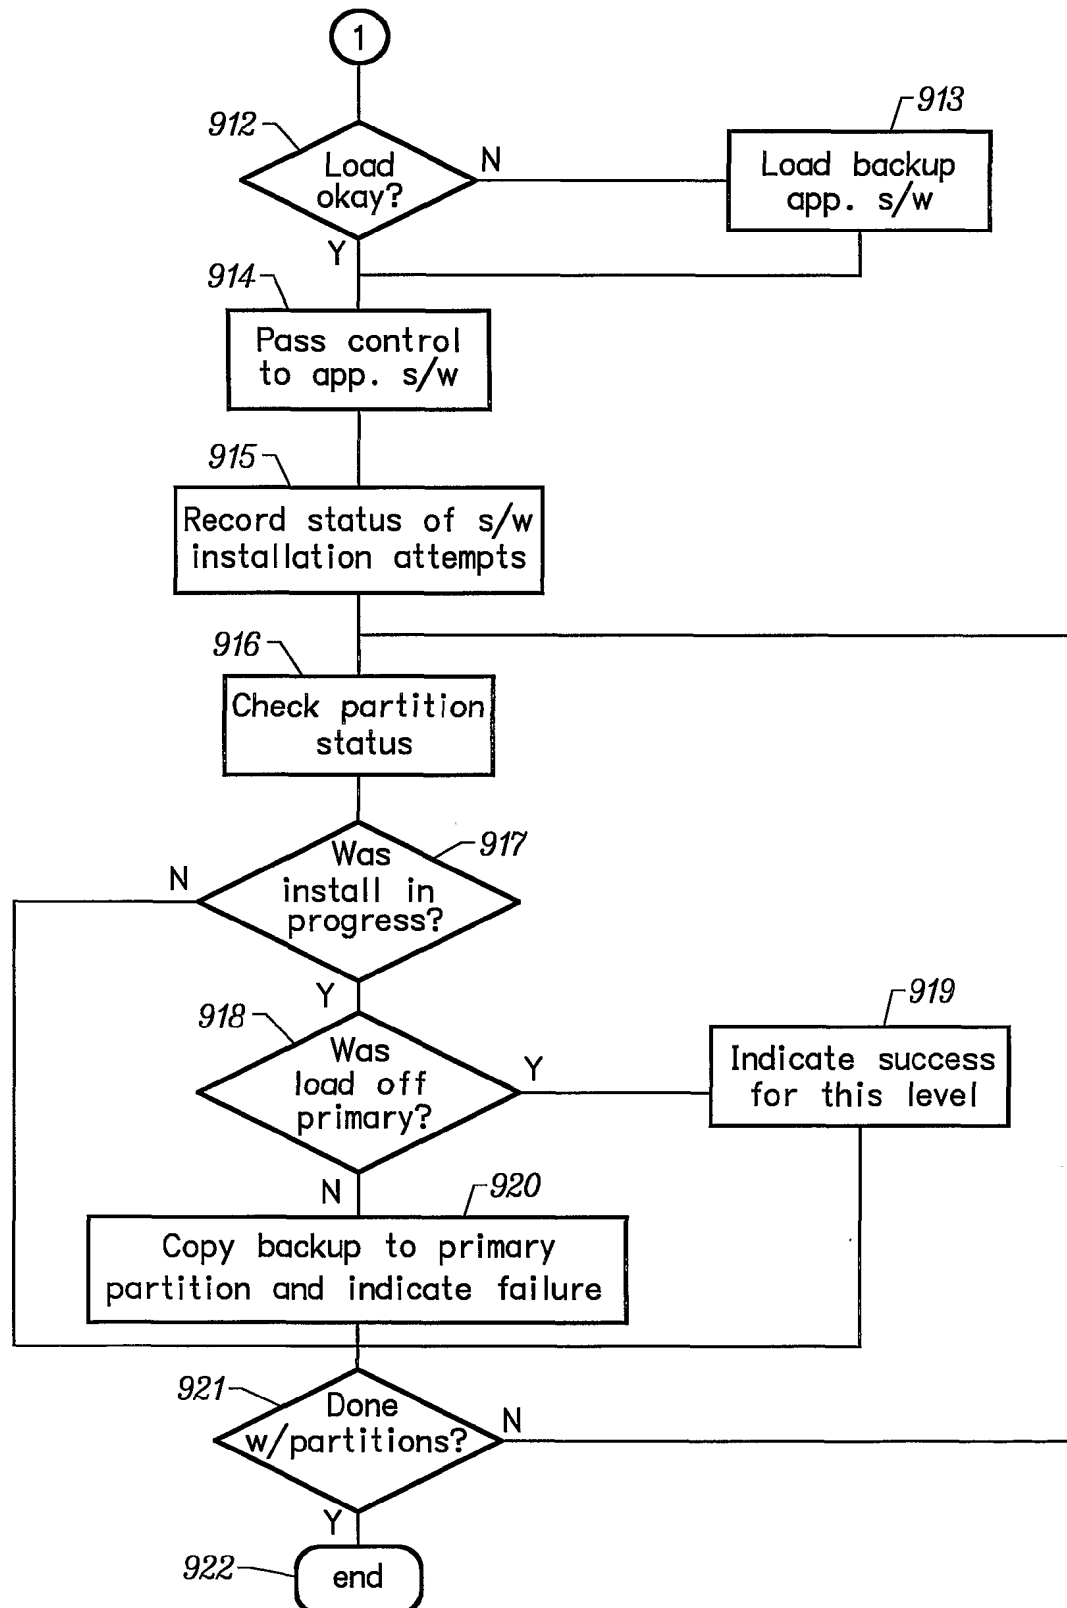 1
912
Load
okay?
N
Y
913
Load backup
app. s/w
914
Pass control
to app. s/w
915
Record status of s/w
installation attempts
916
Check partition
status
917
Was
install in
progress?
N
Y
918
Was
load off
primary?
Y
N
919
Indicate success
for this level
920
Copy backup to primary
partition and indicate failure
921
Done
w/partitions?
N
Y
922
end